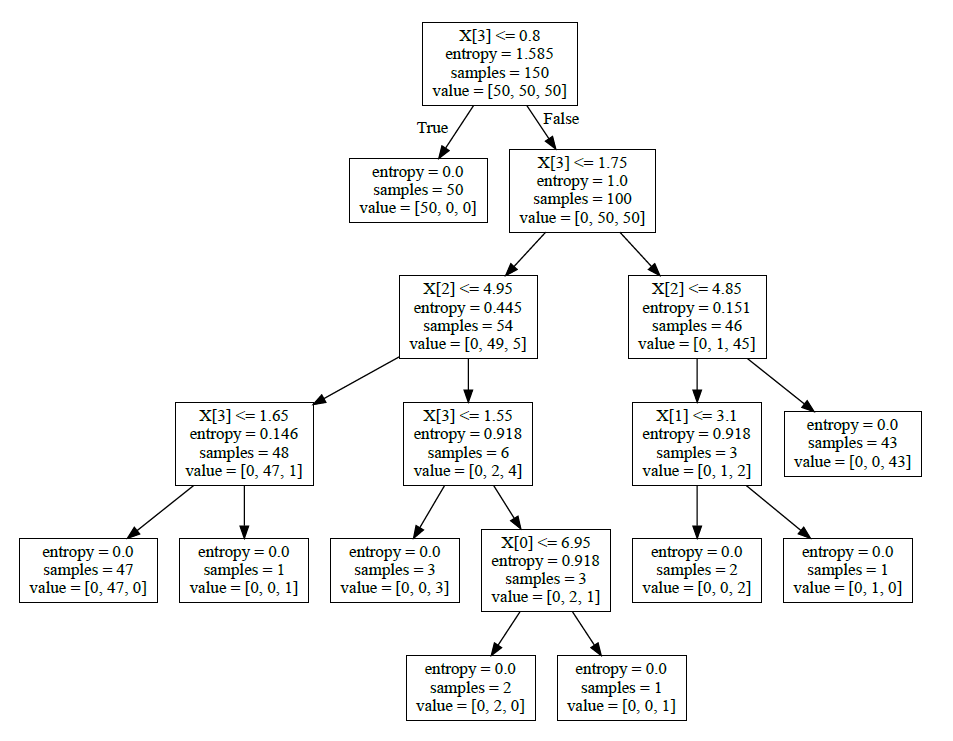 X[3] <= 0.8
entropy = 1.585
samples = 150
value = [50, 50, 50]
True
False
entropy = 0.0
samples = 50
value = [50, 0, 0]
X[3] <= 1.75
entropy = 1.0
samples = 100
value = [0, 50, 50]
X[2] <= 4.95
entropy = 0.445
samples = 54
value = [0, 49, 5]
X[2] <= 4.85
entropy = 0.151
samples = 46
value = [0, 1, 45]
X[3] <= 1.65
entropy = 0.146
samples = 48
value = [0, 47, 1]
X[3] <= 1.55
entropy = 0.918
samples = 6
value = [0, 2, 4]
X[1] <= 3.1
entropy = 0.918
samples = 3
value = [0, 1, 2]
entropy = 0.0
samples = 43
value = [0, 0, 43]
entropy = 0.0
samples = 47
value = [0, 47, 0]
entropy = 0.0
samples = 1
value = [0, 0, 1]
entropy = 0.0
samples = 3
value = [0, 0, 3]
X[0] <= 6.95
entropy = 0.918
samples = 3
value = [0, 2, 1]
entropy = 0.0
samples = 2
value = [0, 0, 2]
entropy = 0.0
samples = 1
value = [0, 1, 0]
entropy = 0.0
samples = 2
value = [0, 2, 0]
entropy = 0.0
samples = 1
value = [0, 0, 1]